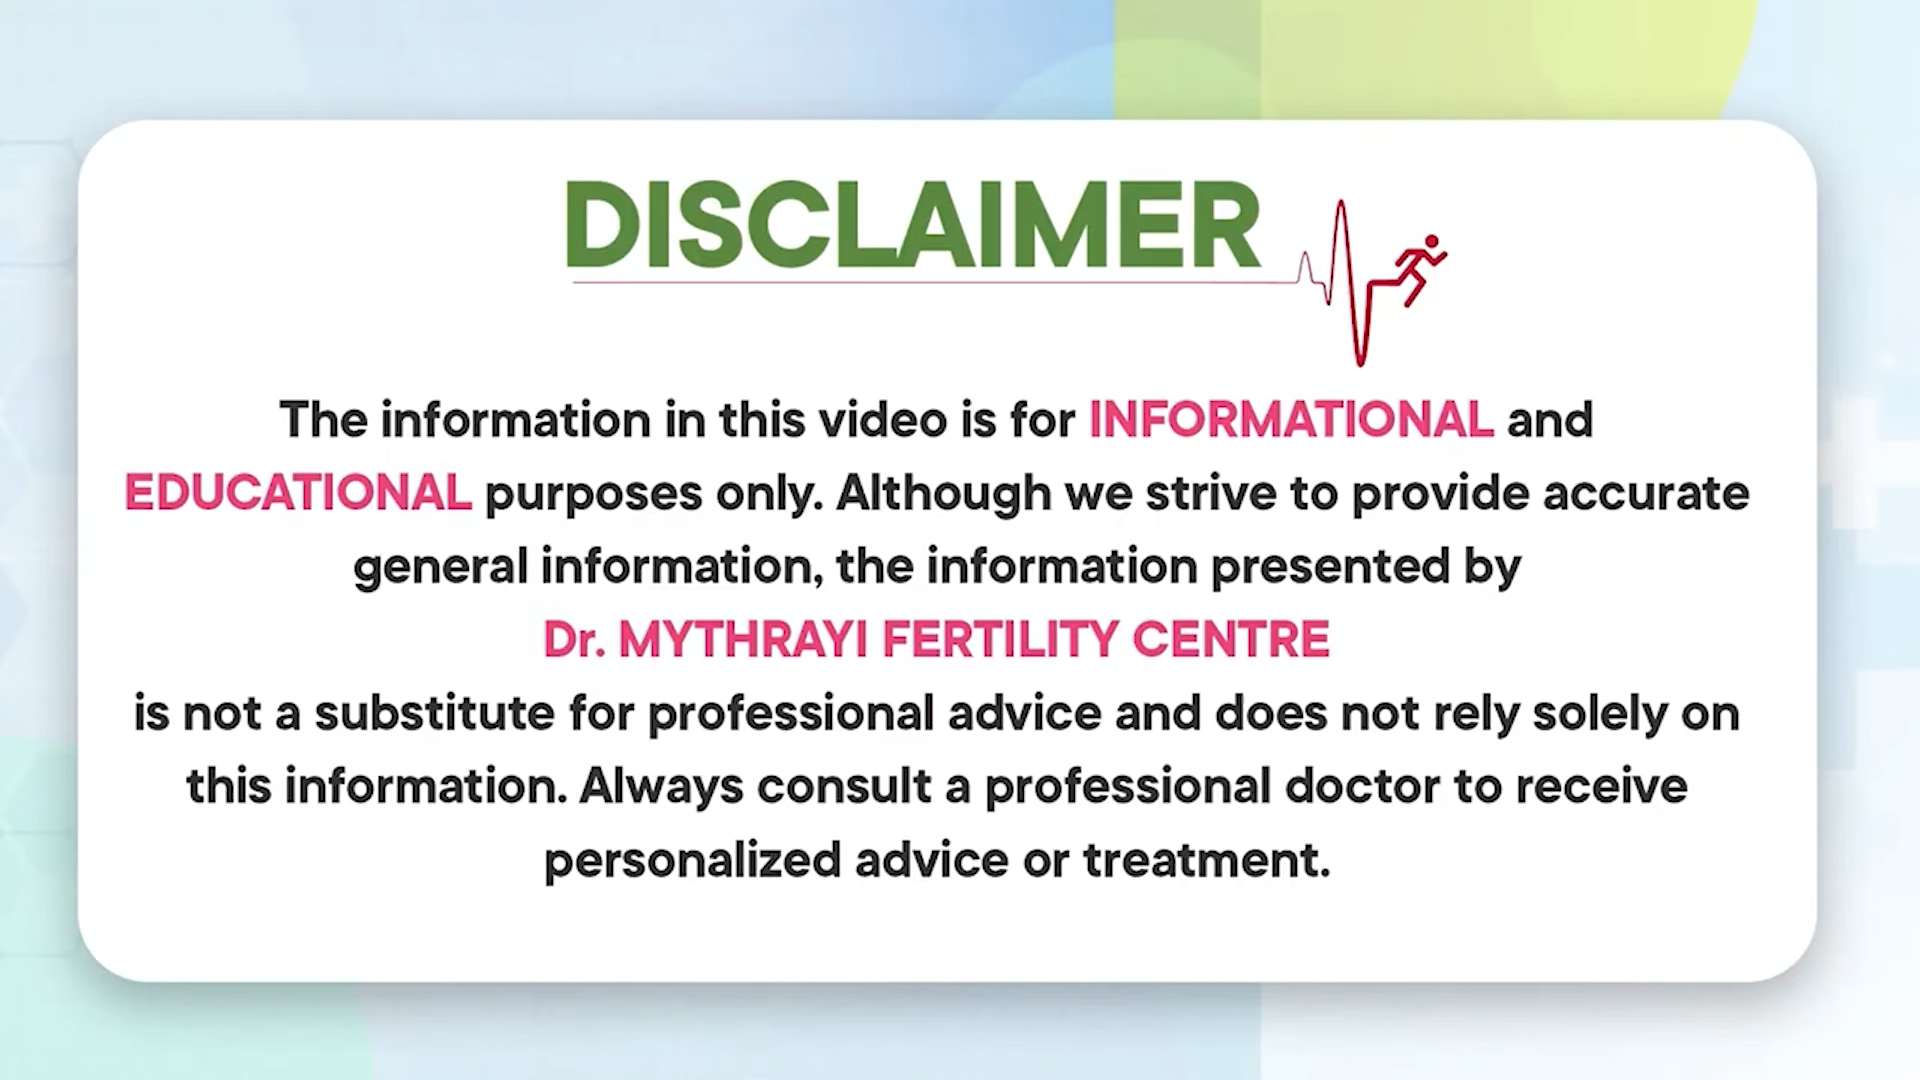 DISCLAIMER
The information in this video is for INFORMATIONAL and
EDUCATIONAL purposes only. Although we strive to provide accurate
general information, the information presented by
Dr. MYTHRAYI FERTILITY CENTRE
is not a substitute for professional advice and does not rely solely on
this information. Always consult a professional doctor to receive
personalized advice or treatment.